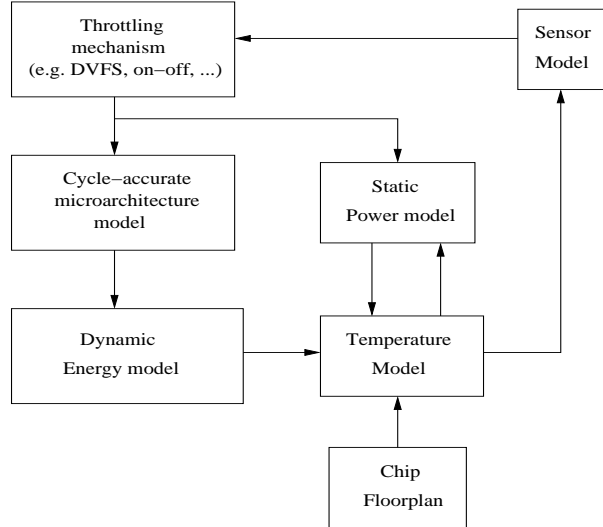 Throttling
mechanism
(e.g. DVFS, on−off, ...)
Sensor
Model
Cycle−accurate
microarchitecture
model
Static
Power model
Dynamic
Energy model
Temperature
Model
Chip
Floorplan